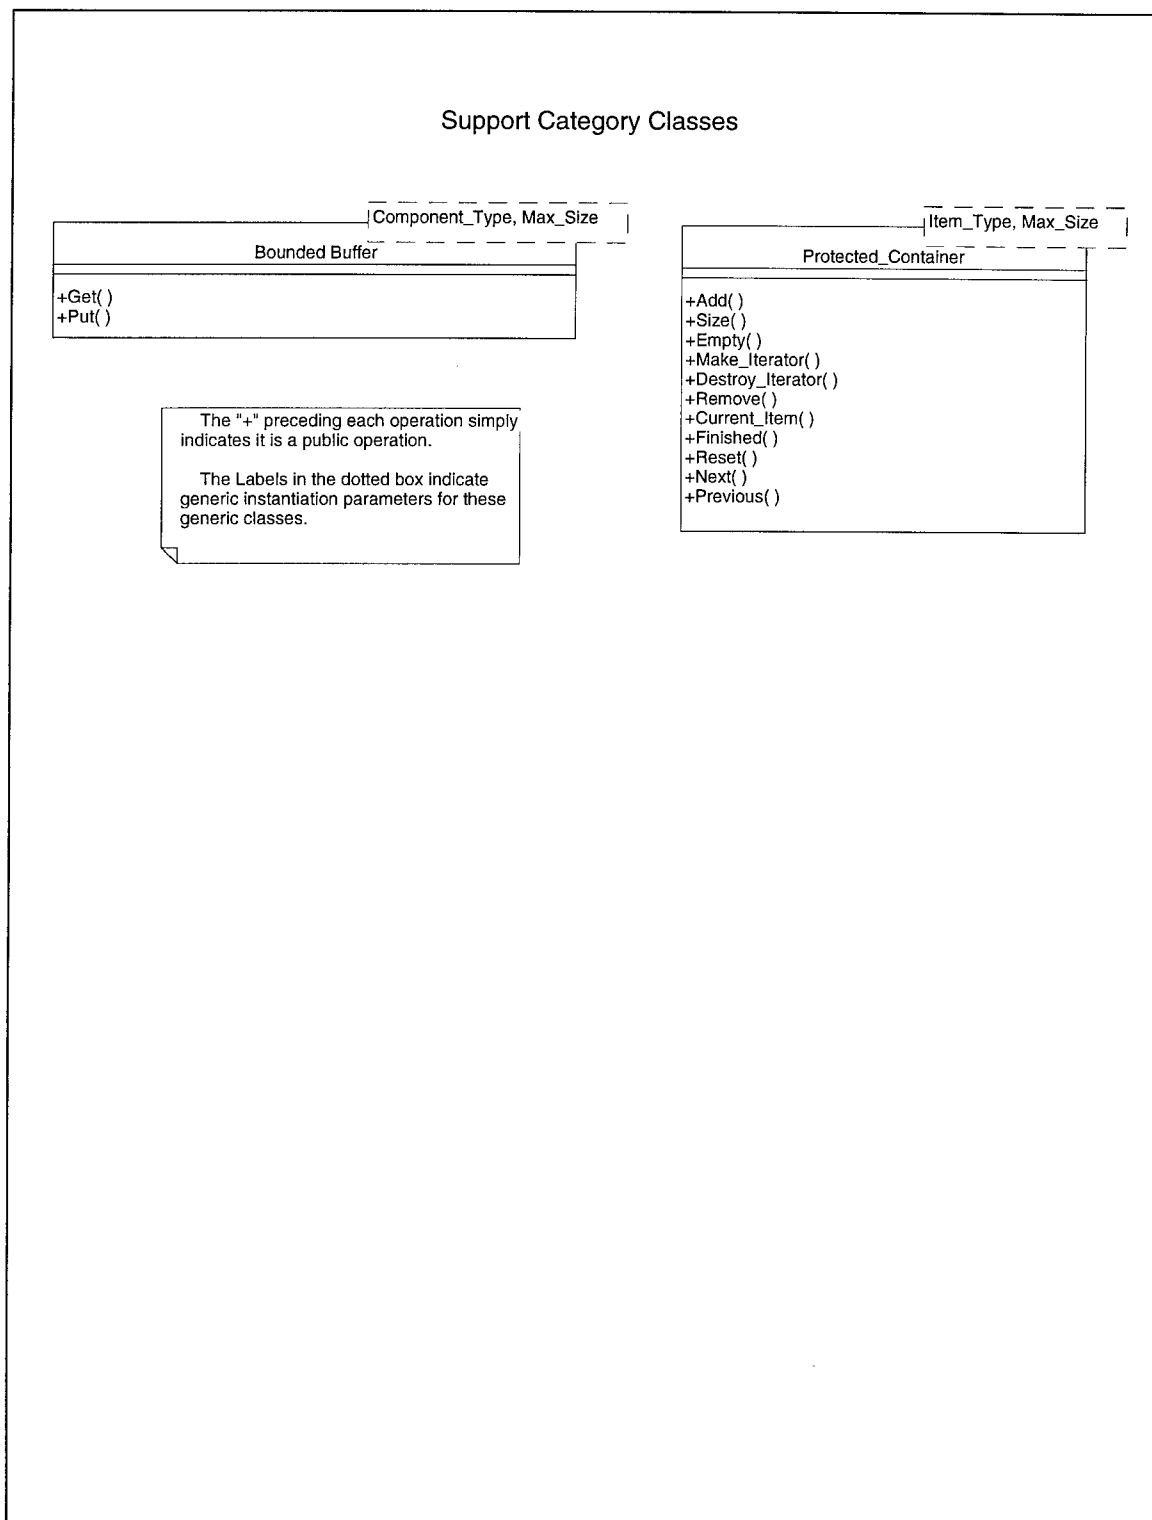 Support Category Classes
Component_Type, Max_Size
Bounded Buffer
+Get( )
+Put( )
Item_Type, Max_Size
Protected_Container
+Add( )
+Size( )
+Empty( )
+Make_Iterator( )
+Destroy_Iterator( )
+Remove( )
+Current_Item( )
+Finished( )
+Reset( )
+Next( )
+Previous( )
The "+" preceding each operation simply
indicates it is a public operation.
The Labels in the dotted box indicate
generic instantiation parameters for these
generic classes.